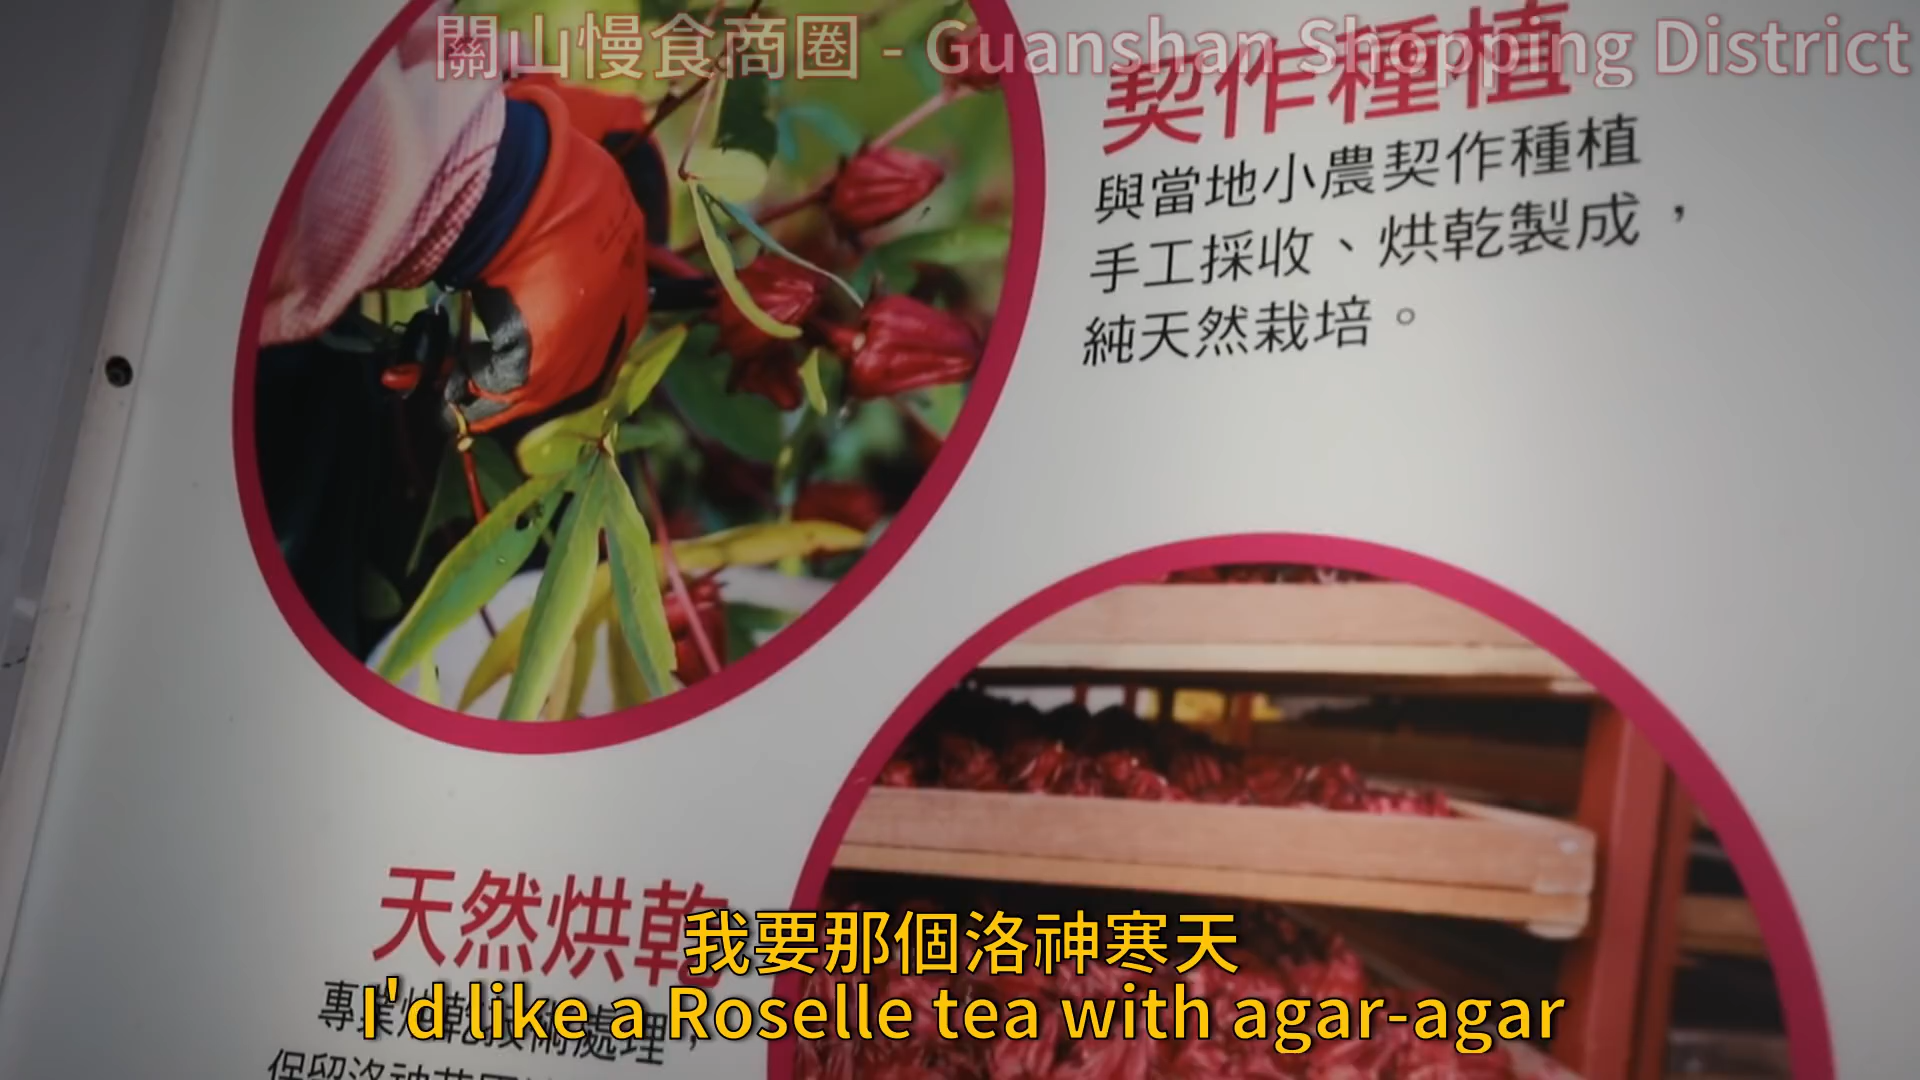 關山慢食商圈 - Guanshan Shopping District
契作種植
與當地小農契作種植
手工採收、烘乾製成，
純天然栽培。
天然烘乾
我要那個洛神寒天
I'd like a Roselle tea with agar-agar